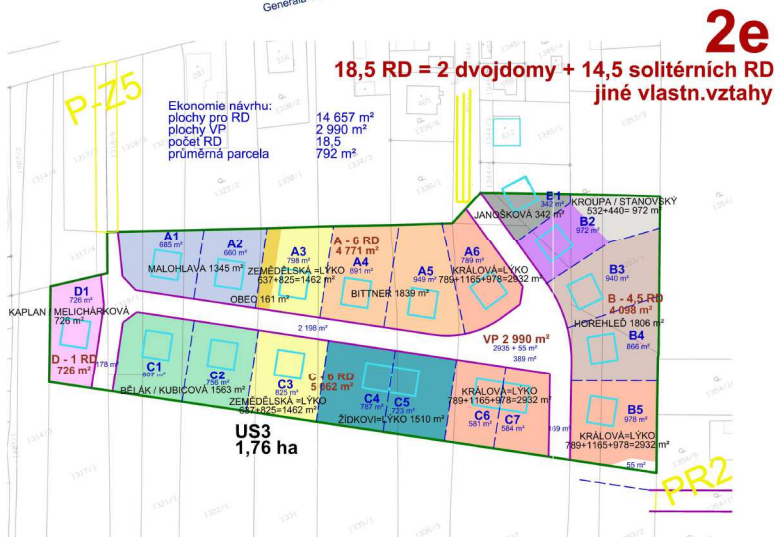 Generála
2e
18,5 RD = 2 dvojdomy + 14,5 solitérních RD
jiné vlastn.vztahy
P-Z5
Ekonomie návrhu:
plochy pro RD 14 657 m²
plochy VP 2 990 m²
počet RD 18,5
průměrná parcela 792 m²
E1
342 m²
JANOŠKOVÁ 342 m²
KROUPA / STANOVSKÝ
532+440= 972 m²
B2
972 m²
A1
685 m²
A2
660 m²
MALOHLAVA 1345 m²
A3
798 m²
ZEMĚDĚLSKÁ =LÝKO
637+825=1462 m²
OBEC 161 m²
A - 6 RD
4 771 m²
A4
891 m²
BITTNER 1839 m²
A5
949 m²
A6
789 m²
KRÁLOVÁ=LÝKO
789+1165+978=2932 m²
B3
940 m²
B - 4,5 RD
4 098 m²
HOREHLEĎ 1806 m²
B4
866 m²
D1
726 m²
KAPLAN / MELICHÁRKOVÁ
726 m²
D - 1 RD
726 m²
178 m²
2 198 m²
VP 2 990 m²
2935 + 55 m²
389 m²
C1
C2
756 m²
BĚLÁK / KUBICOVÁ 1563 m²
C3
825 m²
C - 6 RD
5 062 m²
ZEMĚDĚLSKÁ =LÝKO
637+825=1462 m²
C4
787 m²
C5
723 m²
ŽÍDKOVI=LÝKO 1510 m²
KRÁLOVÁ=LÝKO
789+1165+978=2932 m²
C6
581 m²
C7
584 m²
B5
978 m²
KRÁLOVÁ=LÝKO
789+1165+978=2932 m²
55 m²
US3
1,76 ha
PR2